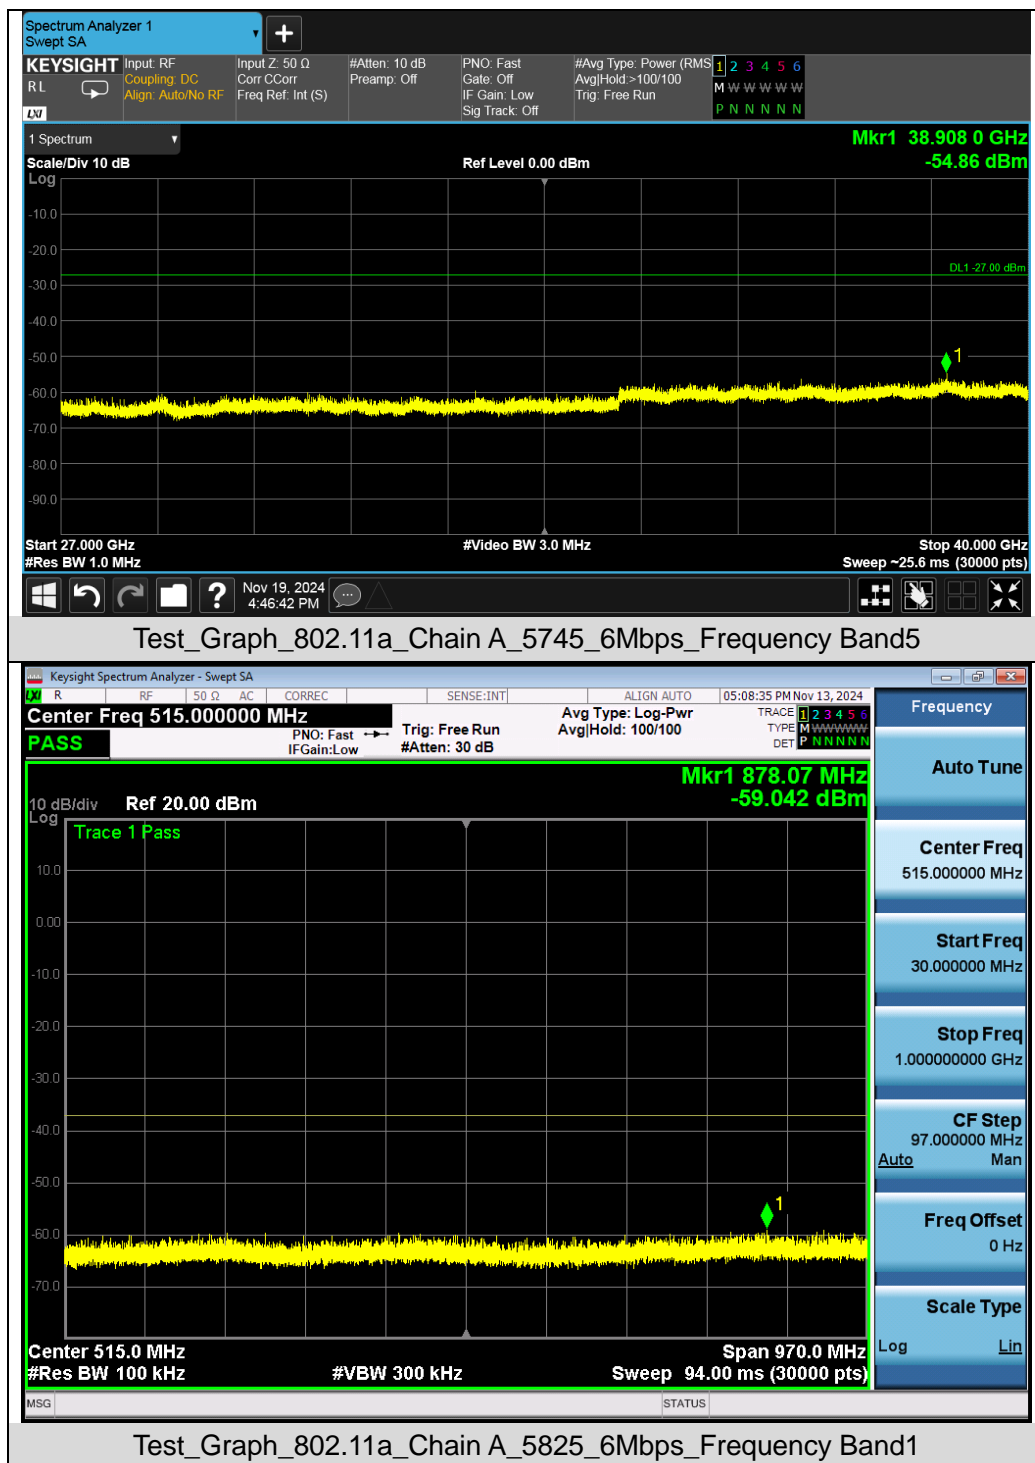 Spectrum Analyzer 1
Swept SA
KEYSIGHT
RL
LXI
Input: RF
Coupling: DC
Align: Auto/No RF
Input Z: 50 Ω
Corr CCorr
Freq Ref: Int (S)
#Atten: 10 dB
Preamp: Off
PNO: Fast
Gate: Off
IF Gain: Low
Sig Track: Off
#Avg Type: Power (RMS
Avg|Hold:>100/100
Trig: Free Run
1 2 3 4 5 6
M W W W W W
P N N N N N
1 Spectrum
Mkr1 38.908 0 GHz
-54.86 dBm
Scale/Div 10 dB
Ref Level 0.00 dBm
Log
-10.0
-20.0
DL1 -27.00 dBm
-30.0
-40.0
-50.0
1
-60.0
-70.0
-80.0
-90.0
Start 27.000 GHz
#Video BW 3.0 MHz
Stop 40.000 GHz
#Res BW 1.0 MHz
Sweep ~25.6 ms (30000 pts)
?
Nov 19, 2024
4:46:42 PM
Test_Graph_802.11a_Chain A_5745_6Mbps_Frequency Band5
Keysight Spectrum Analyzer - Swept SA
LXI R RF 50 Ω AC CORREC SENSE:INT ALIGN AUTO 05:08:35 PM Nov 13, 2024
Center Freq 515.000000 MHz
PASS
PNO: Fast
IFGain:Low
Trig: Free Run
#Atten: 30 dB
Avg Type: Log-Pwr
Avg|Hold: 100/100
TRACE 1 2 3 4 5 6
TYPE M W W W W W
DET P N N N N N
Frequency
Mkr1 878.07 MHz
-59.042 dBm
10 dB/div
Ref 20.00 dBm
Log
Trace 1 Pass
10.0
0.00
-10.0
-20.0
-30.0
-40.0
-50.0
1
-60.0
-70.0
Center 515.0 MHz
Span 970.0 MHz
#Res BW 100 kHz
#VBW 300 kHz
Sweep 94.00 ms (30000 pts)
Auto Tune
Center Freq
515.000000 MHz
Start Freq
30.000000 MHz
Stop Freq
1.000000000 GHz
CF Step
97.000000 MHz
Auto Man
Freq Offset
0 Hz
Scale Type
Log Lin
MSG
STATUS
Test_Graph_802.11a_Chain A_5825_6Mbps_Frequency Band1